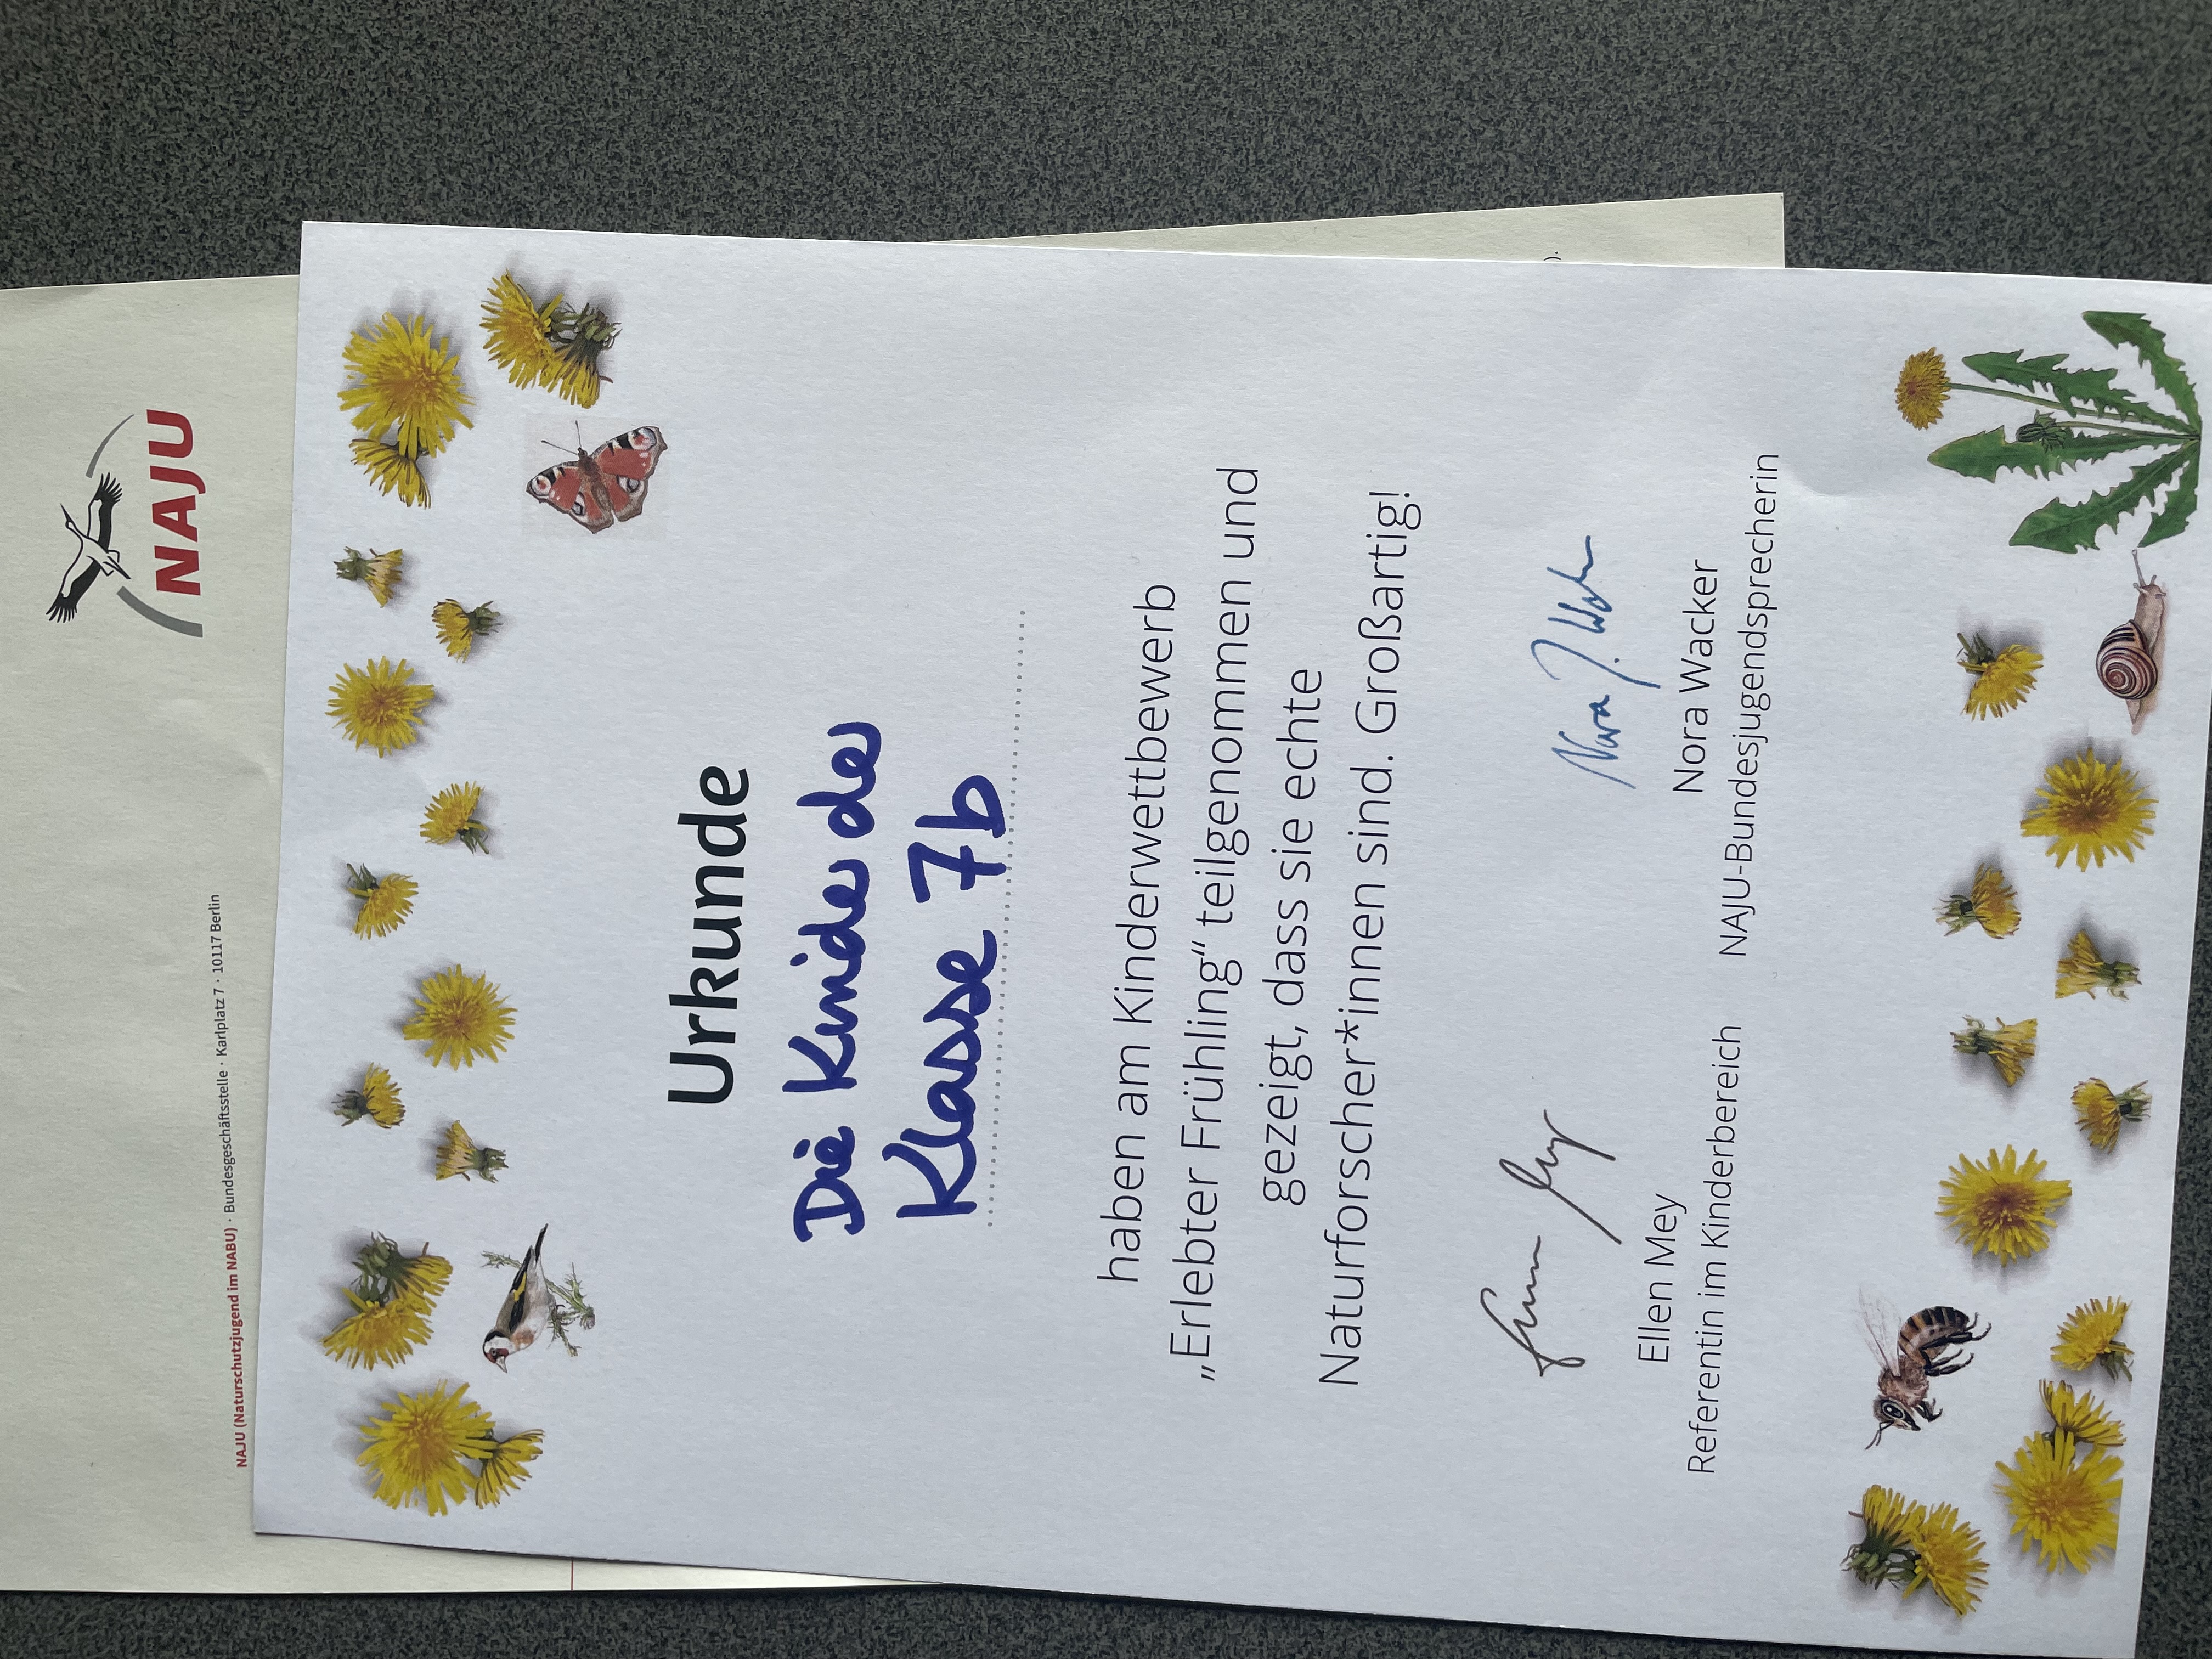 NAJU
NAJU (Naturschutzjugend im NABU) · Bundesgeschäftsstelle · Karlplatz 7 · 10117 Berlin
Urkunde
Die Kinder der
Klasse 7b
haben am Kinderwettbewerb
„Erlebter Frühling“ teilgenommen und
gezeigt, dass sie echte
Naturforscher*innen sind. Großartig!
Nora J. Wacker
Ellen Mey
Referentin im Kinderbereich
Nora Wacker
NAJU-Bundesjugendsprecherin